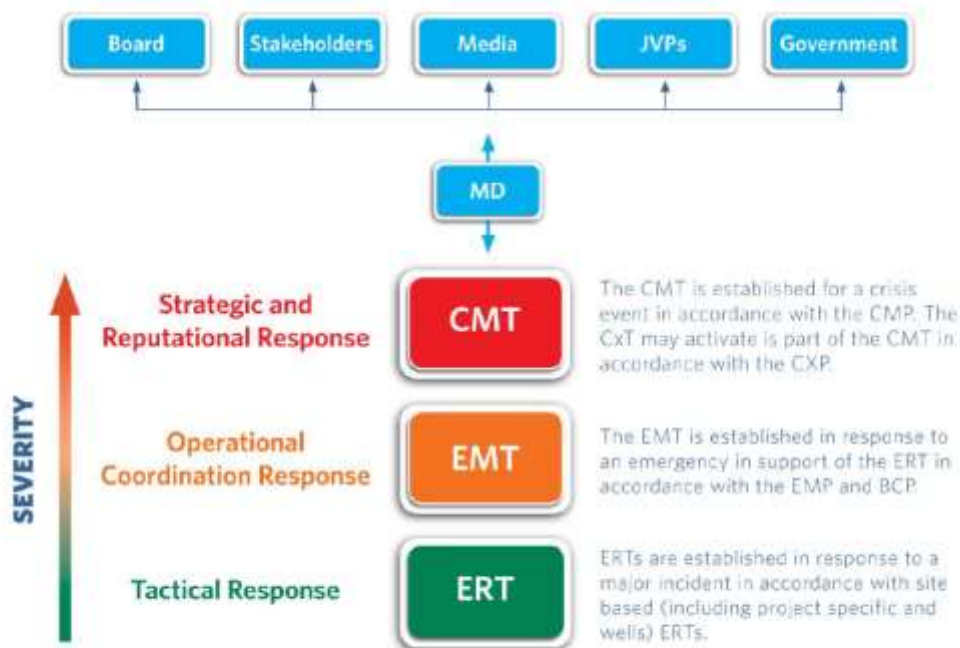 Board Stakeholders Media JVPs Government
MD
Strategic and
Reputational Response
CMT
The CMT is established for a crisis
event in accordance with the CMP. The
CxT may activate is part of the CMT in
accordance with the CXP.
Operational
Coordination Response
EMT
The EMT is established in response to
an emergency in support of the ERT in
accordance with the EMP and BCP.
SEVERITY
Tactical Response
ERT
ERTs are established in response to a
major incident in accordance with site
based (including project specific and
wells) ERTs.